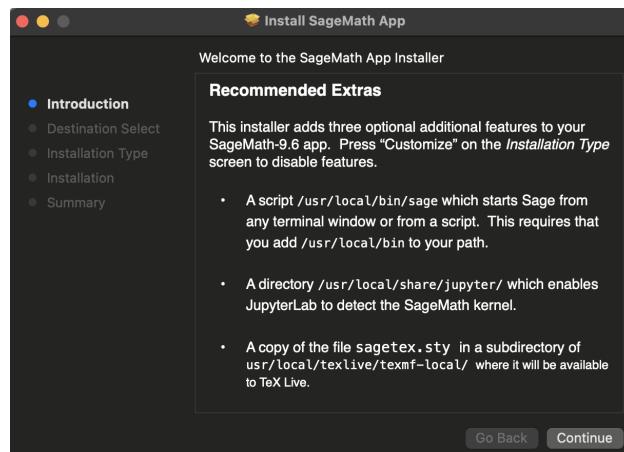 Install SageMath App
Welcome to the SageMath App Installer
Introduction
Destination Select
Installation Type
Installation
Summary
Recommended Extras
This installer adds three optional additional features to your
SageMath-9.6 app. Press “Customize” on the Installation Type
screen to disable features.
• A script /usr/local/bin/sage which starts Sage from
any terminal window or from a script. This requires that
you add /usr/local/bin to your path.
• A directory /usr/local/share/jupyter/ which enables
JupyterLab to detect the SageMath kernel.
• A copy of the file sagetex.sty in a subdirectory of
usr/local/texlive/texmf-local/ where it will be available
to TeX Live.
Go Back
Continue